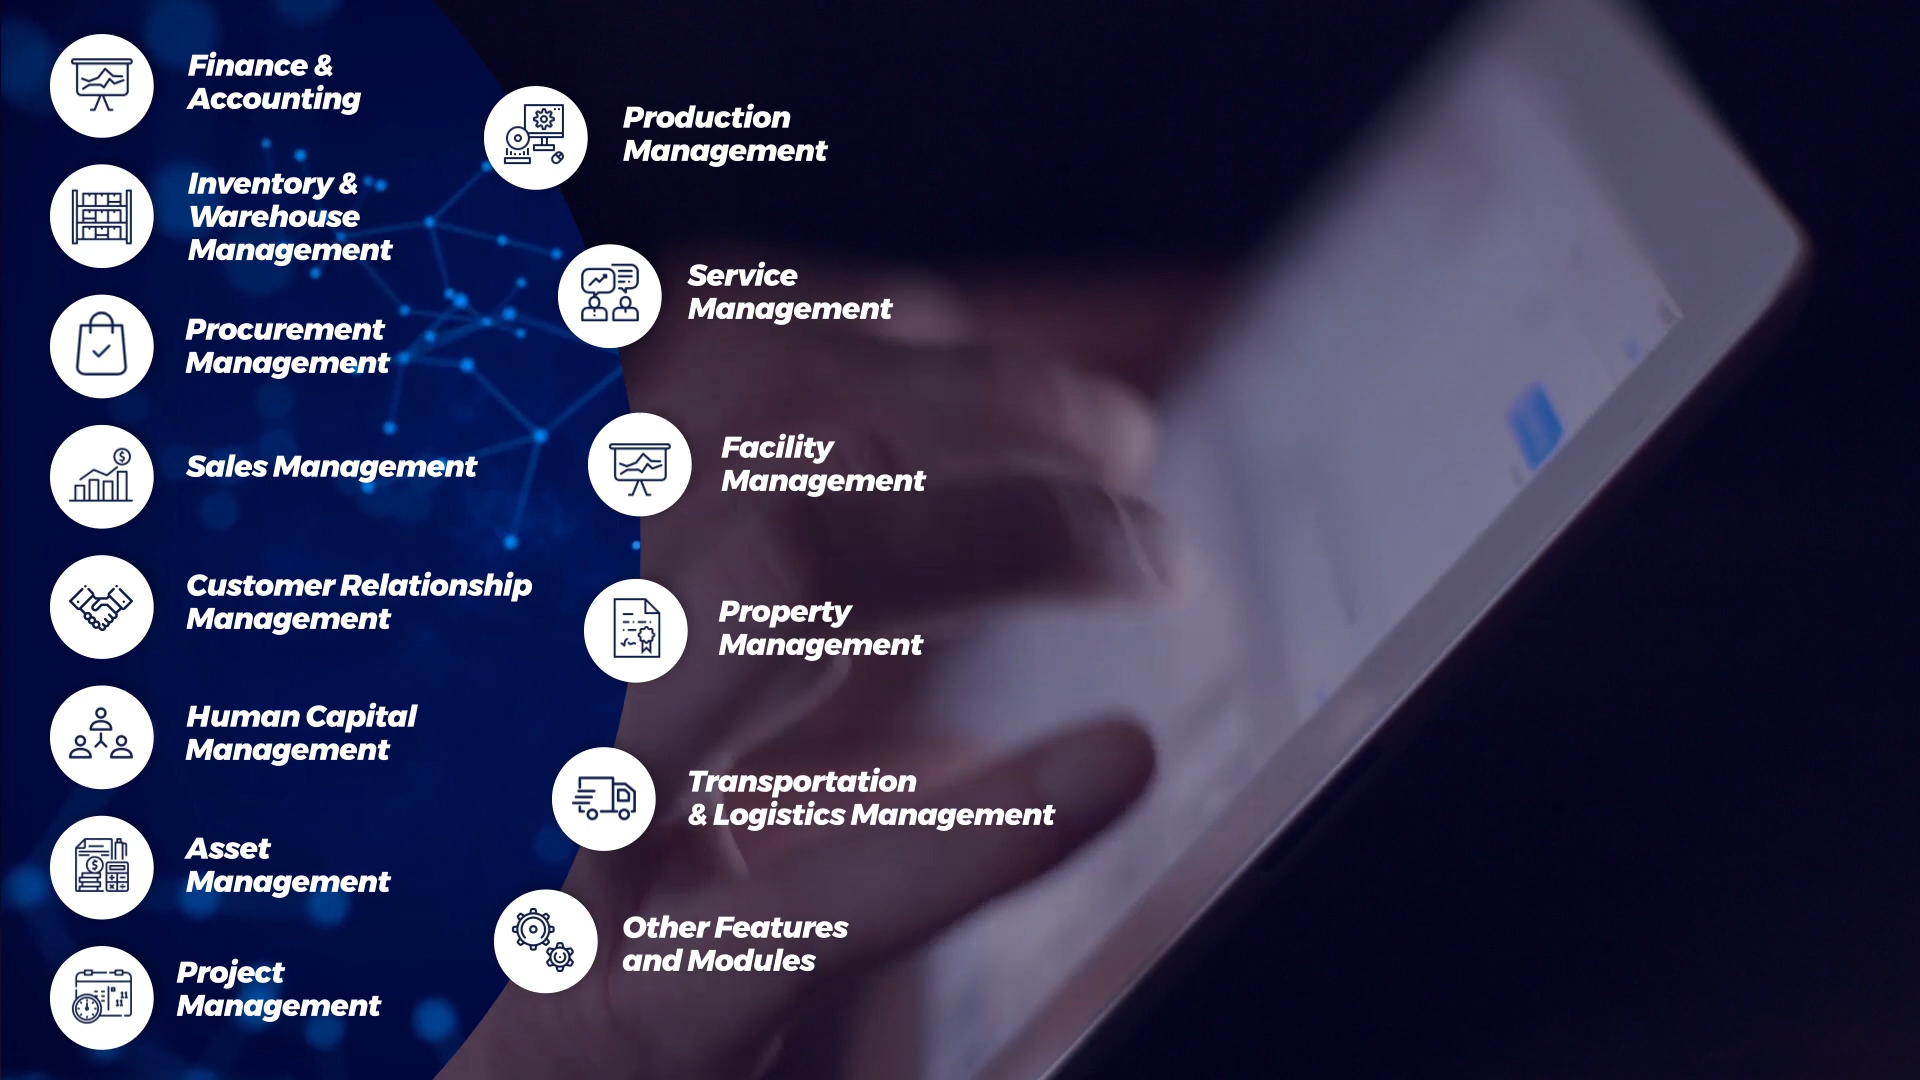 Finance &
Accounting
Inventory &
Warehouse
Management
Procurement
Management
Sales Management
Customer Relationship
Management
Human Capital
Management
Asset
Management
Project
Management
Production
Management
Service
Management
Facility
Management
Property
Management
Transportation
& Logistics Management
Other Features
and Modules